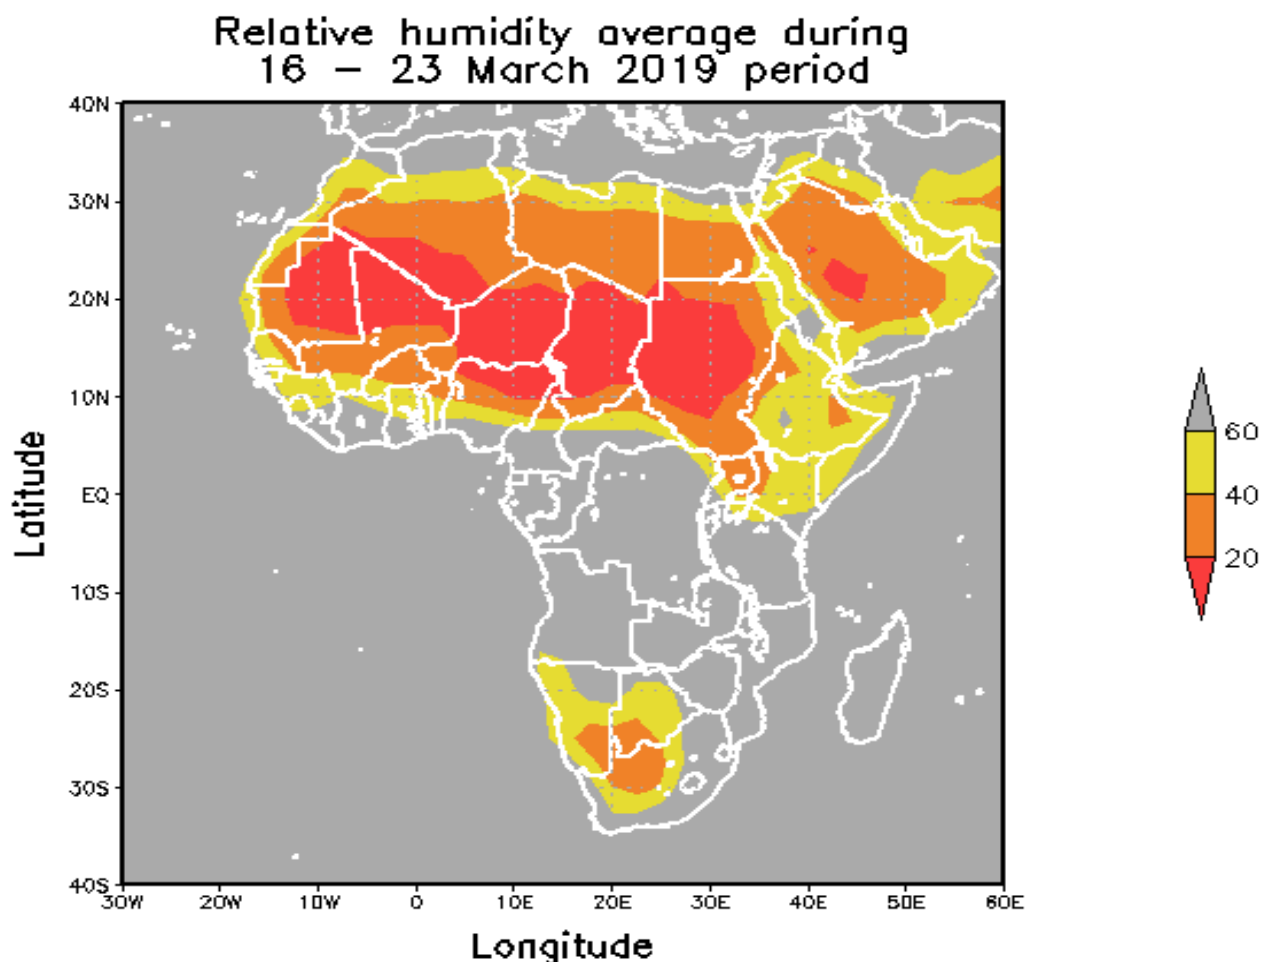 Relative humidity average during
16 – 23 March 2019 period
40N
30N
20N
10N
EQ
10S
20S
30S
40S
30W 20W 10W 0 10E 20E 30E 40E 50E 60E
Latitude
Longitude
60
40
20